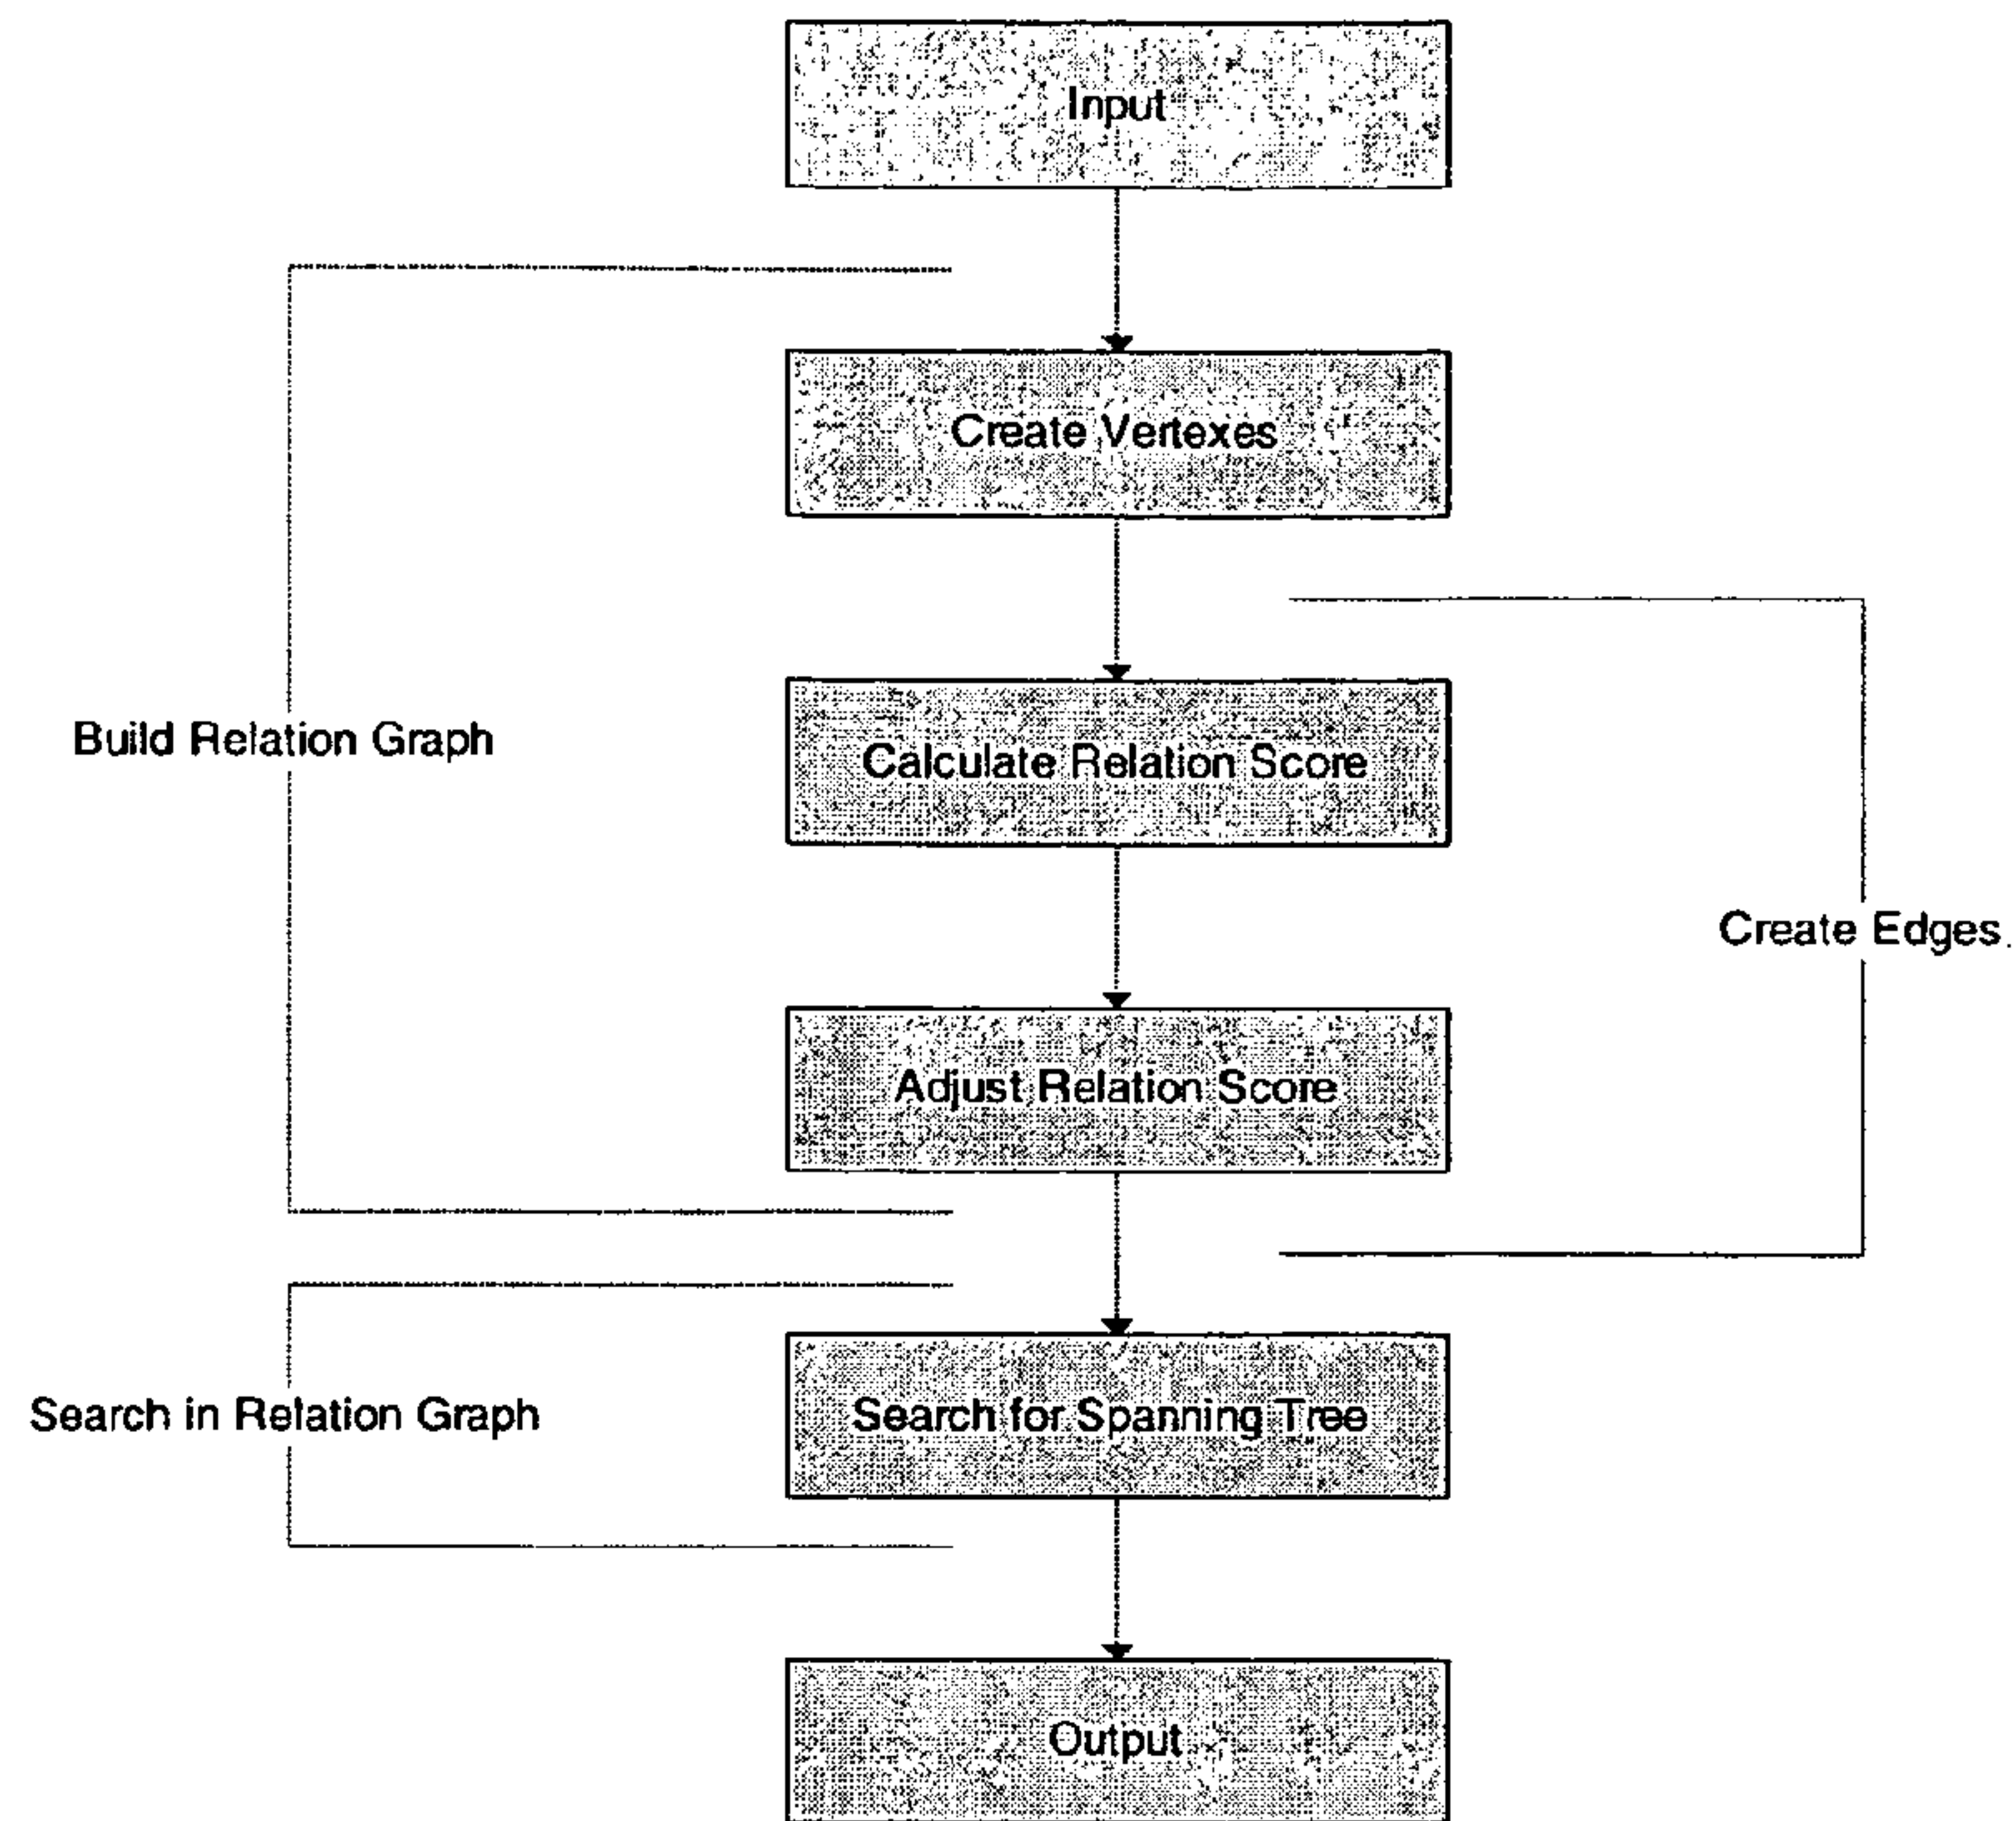 Input
Create Vertexes
Build Relation Graph
Calculate Relation Score
Create Edges
Adjust Relation Score
Search in Relation Graph
Search for Spanning Tree
Output